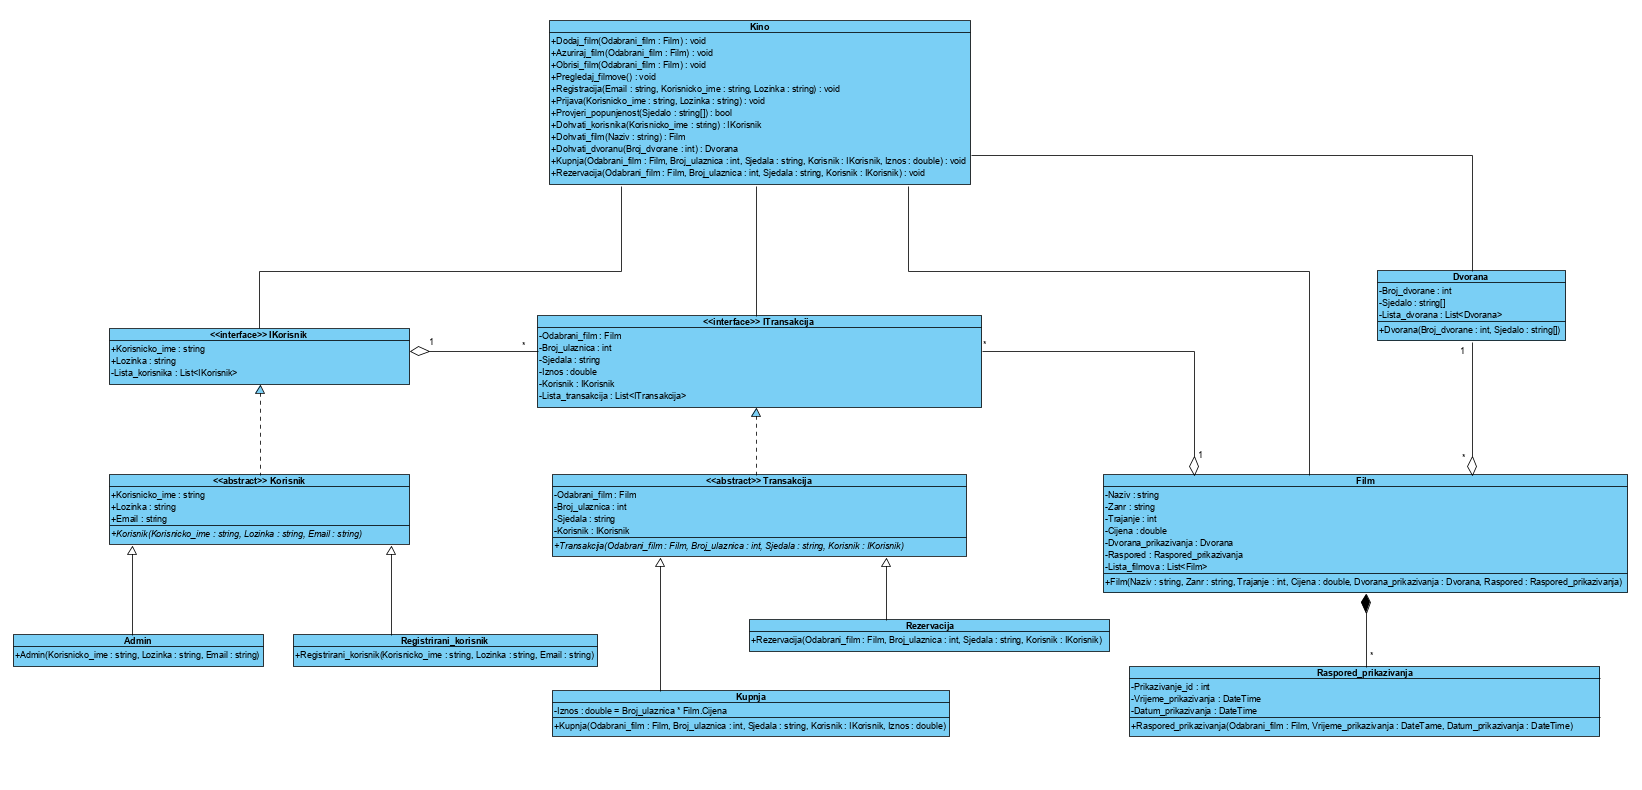 Kino
+Dodaj_film(Odabrani_film : Film) : void
+Azuriraj_film(Odabrani_film : Film) : void
+Obrisi_film(Odabrani_film : Film) : void
+Pregledaj_filmove() : void
+Registracija(Email : string, Korisnicko_ime : string, Lozinka : string) : void
+Prijava(Korisnicko_ime : string, Lozinka : string) : void
+Provjeri_popunjenost(Sjedalo : string[]) : bool
+Dohvati_korisnika(Korisnicko_ime : string) : IKorisnik
+Dohvati_film(Naziv : string) : Film
+Dohvati_dvoranu(Broj_dvorane : int) : Dvorana
+Kupnja(Odabrani_film : Film, Broj_ulaznica : int, Sjedala : string, Korisnik : IKorisnik, Iznos : double) : void
+Rezervacija(Odabrani_film : Film, Broj_ulaznica : int, Sjedala : string, Korisnik : IKorisnik) : void
Dvorana
-Broj_dvorane : int
-Sjedalo : string[]
-Lista_dvorana : List<Dvorana>
+Dvorana(Broj_dvorane : int, Sjedalo : string[])
1
*
<<interface>> IKorisnik
+Korisnicko_ime : string
+Lozinka : string
-Lista_korisnika : List<IKorisnik>
1
*
<<interface>> ITransakcija
-Odabrani_film : Film
-Broj_ulaznica : int
-Sjedala : string
-Iznos : double
-Korisnik : IKorisnik
-Lista_transakcija : List<ITransakcija>
*
1
<<abstract>> Korisnik
+Korisnicko_ime : string
+Lozinka : string
+Email : string
+Korisnik(Korisnicko_ime : string, Lozinka : string, Email : string)
<<abstract>> Transakcija
-Odabrani_film : Film
-Broj_ulaznica : int
-Sjedala : string
-Korisnik : IKorisnik
+Transakcija(Odabrani_film : Film, Broj_ulaznica : int, Sjedala : string, Korisnik : IKorisnik)
Film
-Naziv : string
-Zanr : string
-Trajanje : int
-Cijena : double
-Dvorana_prikazivanja : Dvorana
-Raspored : Raspored_prikazivanja
-Lista_filmova : List<Film>
+Film(Naziv : string, Zanr : string, Trajanje : int, Cijena : double, Dvorana_prikazivanja : Dvorana, Raspored : Raspored_prikazivanja)
*
Admin
+Admin(Korisnicko_ime : string, Lozinka : string, Email : string)
Registrirani_korisnik
+Registrirani_korisnik(Korisnicko_ime : string, Lozinka : string, Email : string)
Rezervacija
+Rezervacija(Odabrani_film : Film, Broj_ulaznica : int, Sjedala : string, Korisnik : IKorisnik)
Kupnja
-Iznos : double = Broj_ulaznica * Film.Cijena
+Kupnja(Odabrani_film : Film, Broj_ulaznica : int, Sjedala : string, Korisnik : IKorisnik, Iznos : double)
Raspored_prikazivanja
-Prikazivanje_id : int
-Vrijeme_prikazivanja : DateTime
-Datum_prikazivanja : DateTime
+Raspored_prikazivanja(Odabrani_film : Film, Vrijeme_prikazivanja : DateTame, Datum_prikazivanja : DateTime)